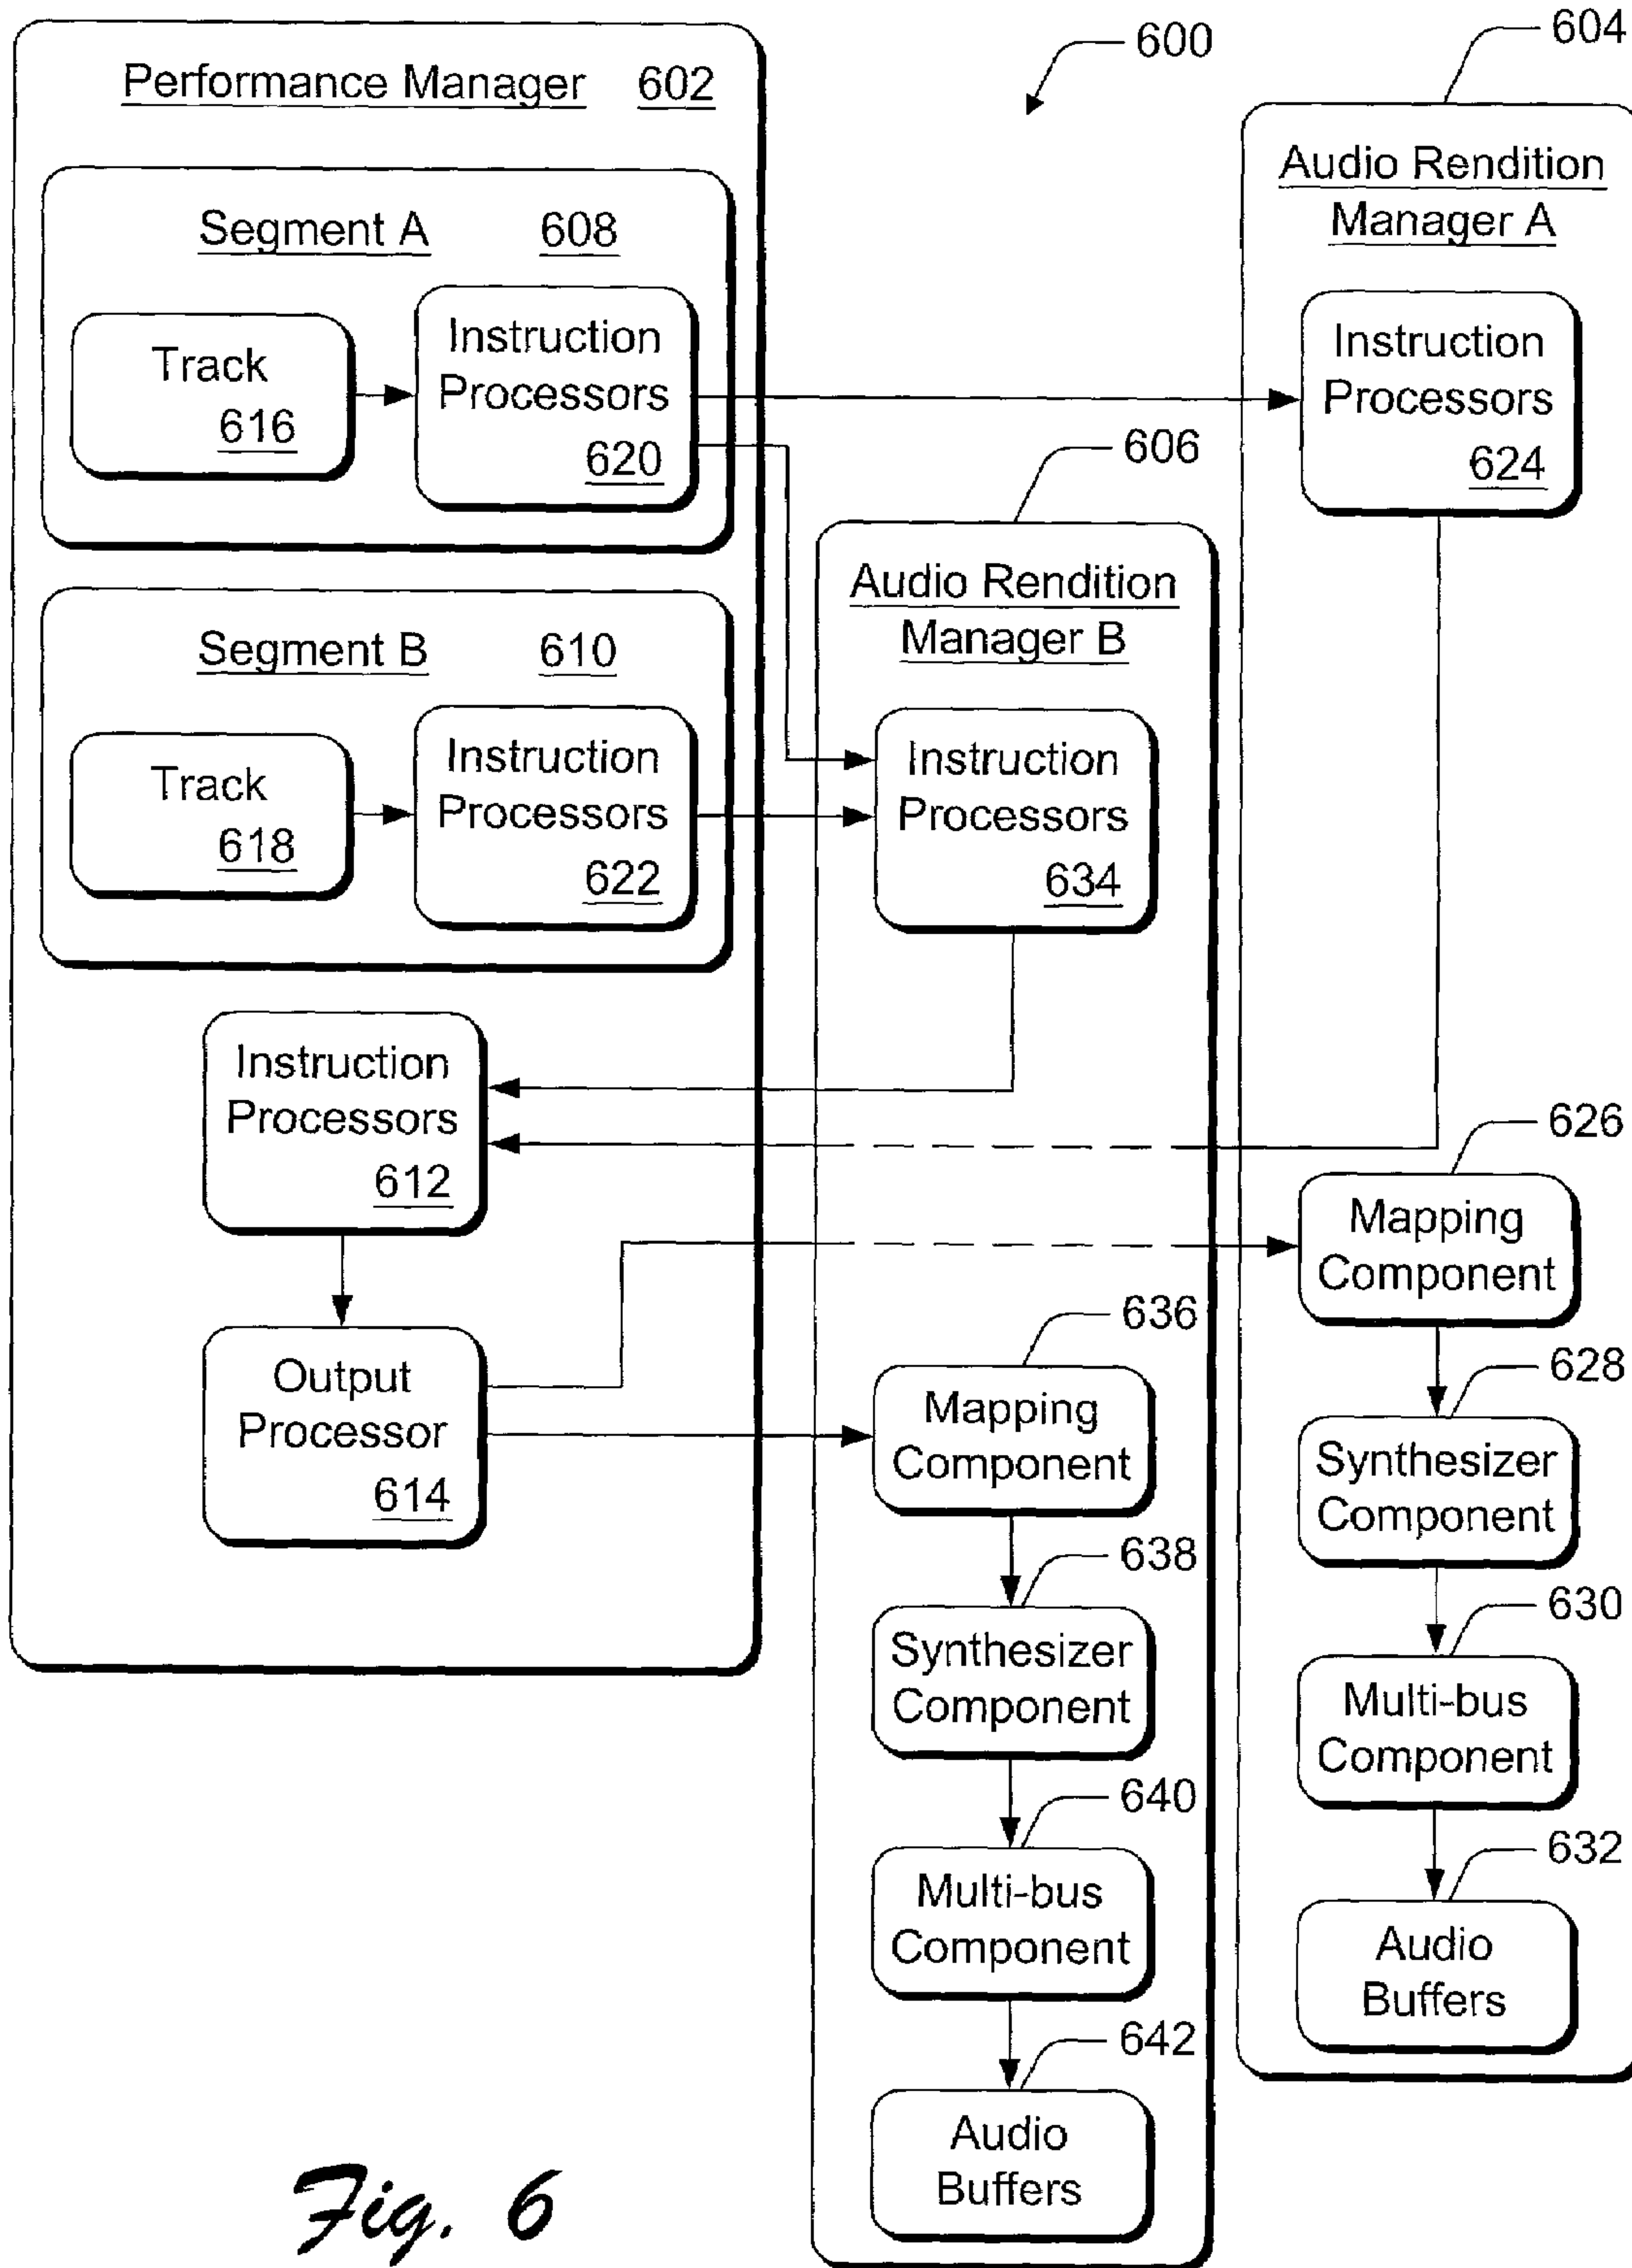 600
604
Performance Manager 602
Segment A 608
Track
616
Instruction
Processors
620
Segment B 610
Track
618
Instruction
Processors
622
Instruction
Processors
612
Output
Processor
614
606
Audio Rendition
Manager B
Instruction
Processors
634
636
Mapping
Component
638
Synthesizer
Component
640
Multi-bus
Component
642
Audio
Buffers
Audio Rendition
Manager A
Instruction
Processors
624
626
Mapping
Component
628
Synthesizer
Component
630
Multi-bus
Component
632
Audio
Buffers
Fig. 6